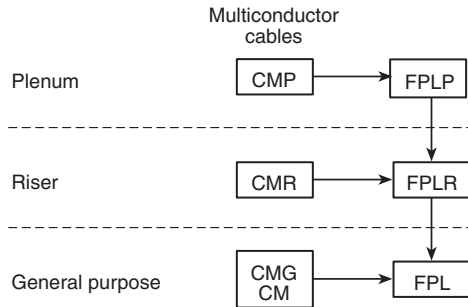 Multiconductor
cables
Plenum
CMP
FPLP
Riser
CMR
FPLR
General purpose
CMG
CM
FPL